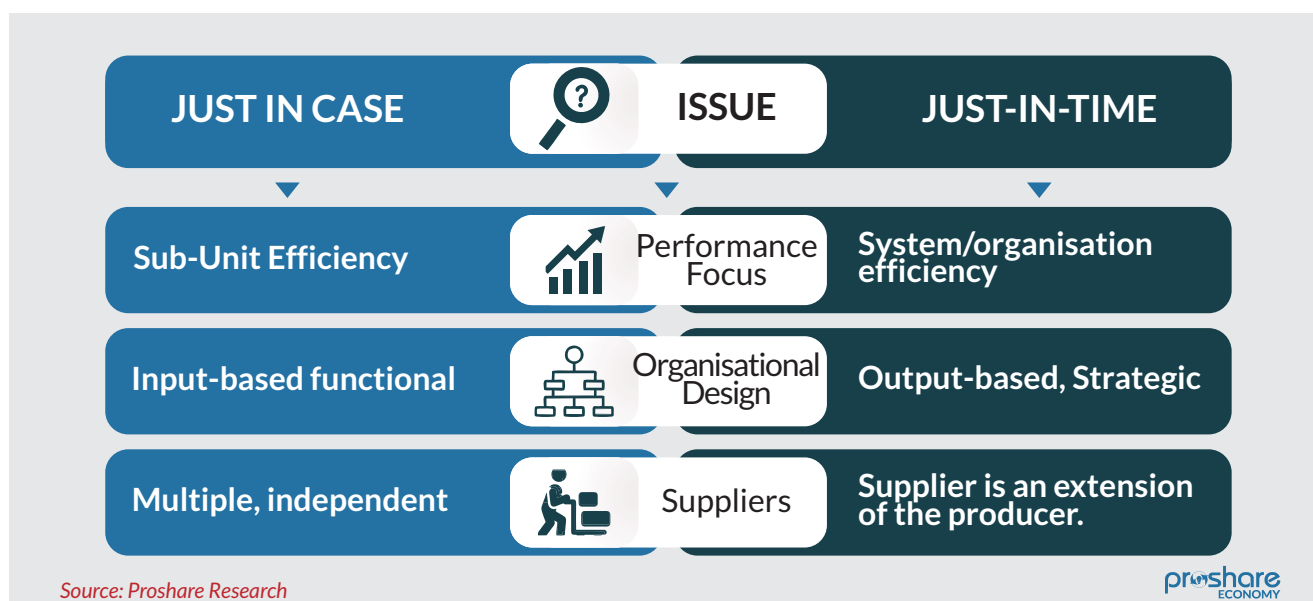 JUST IN CASE
?
ISSUE
JUST-IN-TIME
Sub-Unit Efficiency
Performance
Focus
System/organisation
efficiency
Input-based functional
Organisational
Design
Output-based, Strategic
Multiple, independent
Suppliers
Supplier is an extension
of the producer.
Source: Proshare Research
proshare
ECONOMY